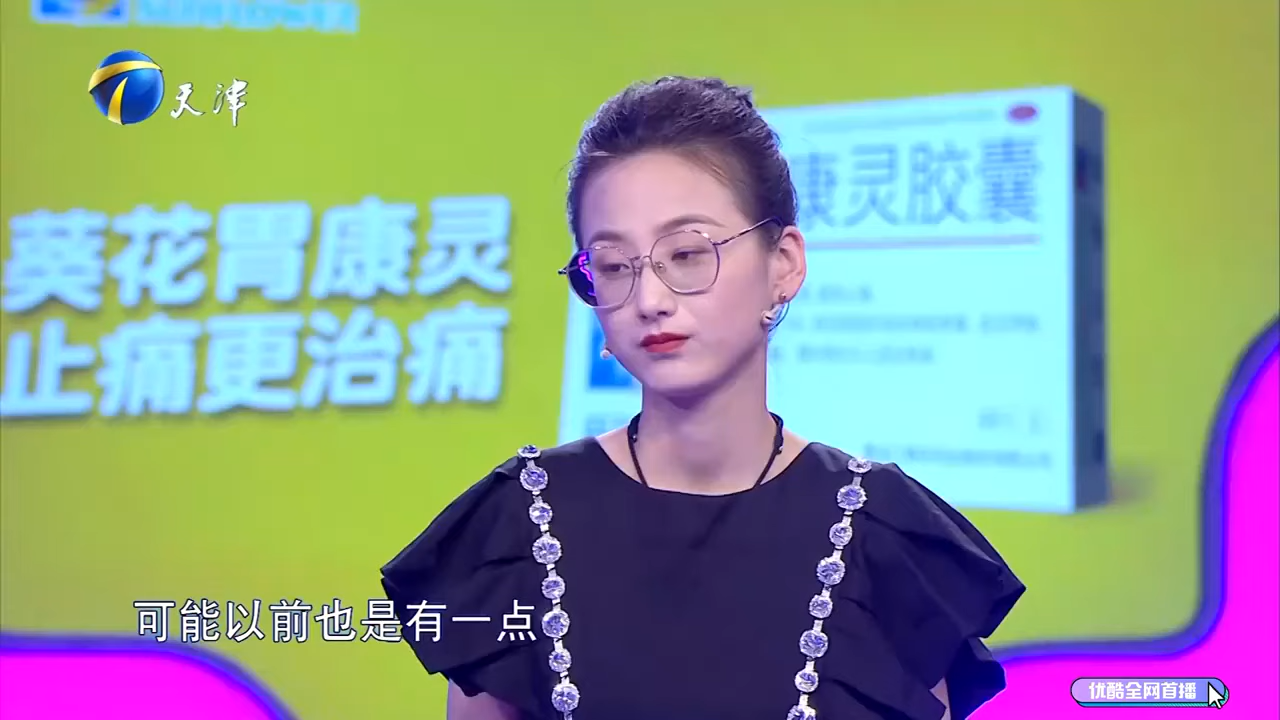 天津
葵花胃康灵
止痛更治痛
康灵胶囊
可能以前也是有一点
优酷全网首播